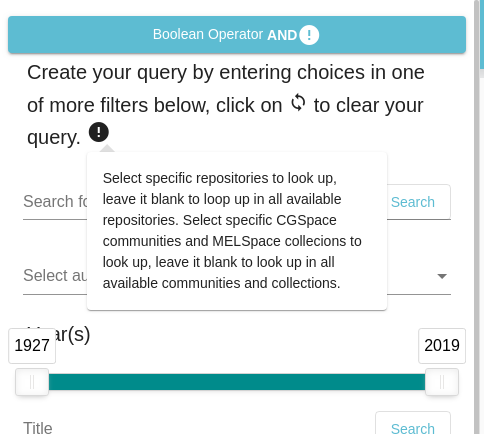 Boolean Operator AND
Create your query by entering choices in one
of more filters below, click on to clear your
query.
Select specific repositories to look up,
leave it blank to loop up in all available
repositories. Select specific CGSpace
communities and MELSpace collecions to
look up, leave it blank to look up in all
available communities and collections.
Search fo
Search
Select au
ar(s)
1927
2019
Title
Search